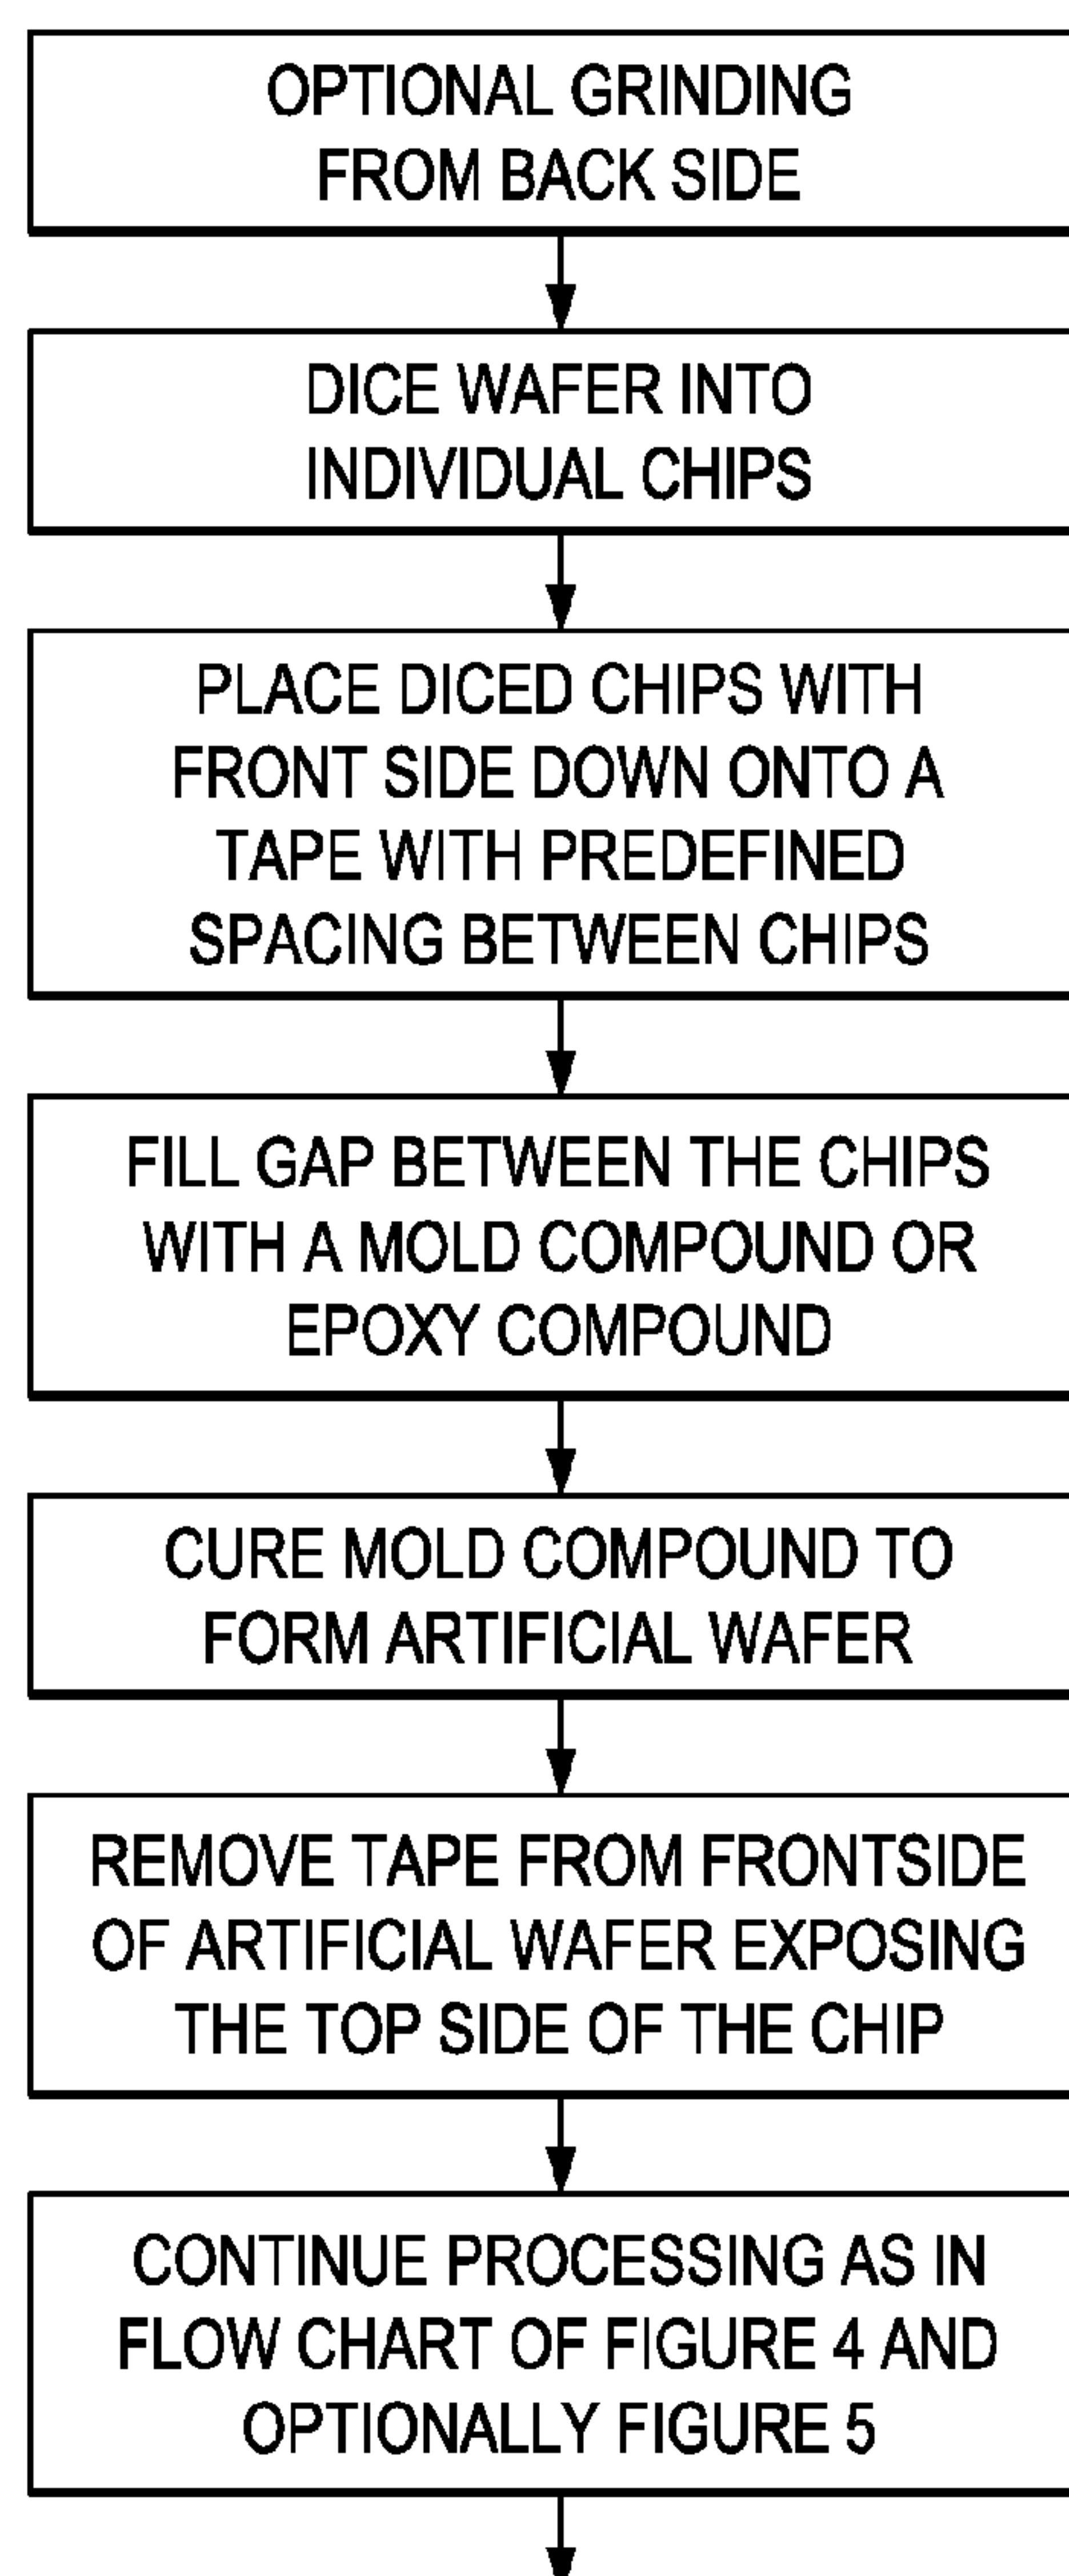 OPTIONAL GRINDING
FROM BACK SIDE
DICE WAFER INTO
INDIVIDUAL CHIPS
PLACE DICED CHIPS WITH
FRONT SIDE DOWN ONTO A
TAPE WITH PREDEFINED
SPACING BETWEEN CHIPS
FILL GAP BETWEEN THE CHIPS
WITH A MOLD COMPOUND OR
EPOXY COMPOUND
CURE MOLD COMPOUND TO
FORM ARTIFICIAL WAFER
REMOVE TAPE FROM FRONTSIDE
OF ARTIFICIAL WAFER EXPOSING
THE TOP SIDE OF THE CHIP
CONTINUE PROCESSING AS IN
FLOW CHART OF FIGURE 4 AND
OPTIONALLY FIGURE 5